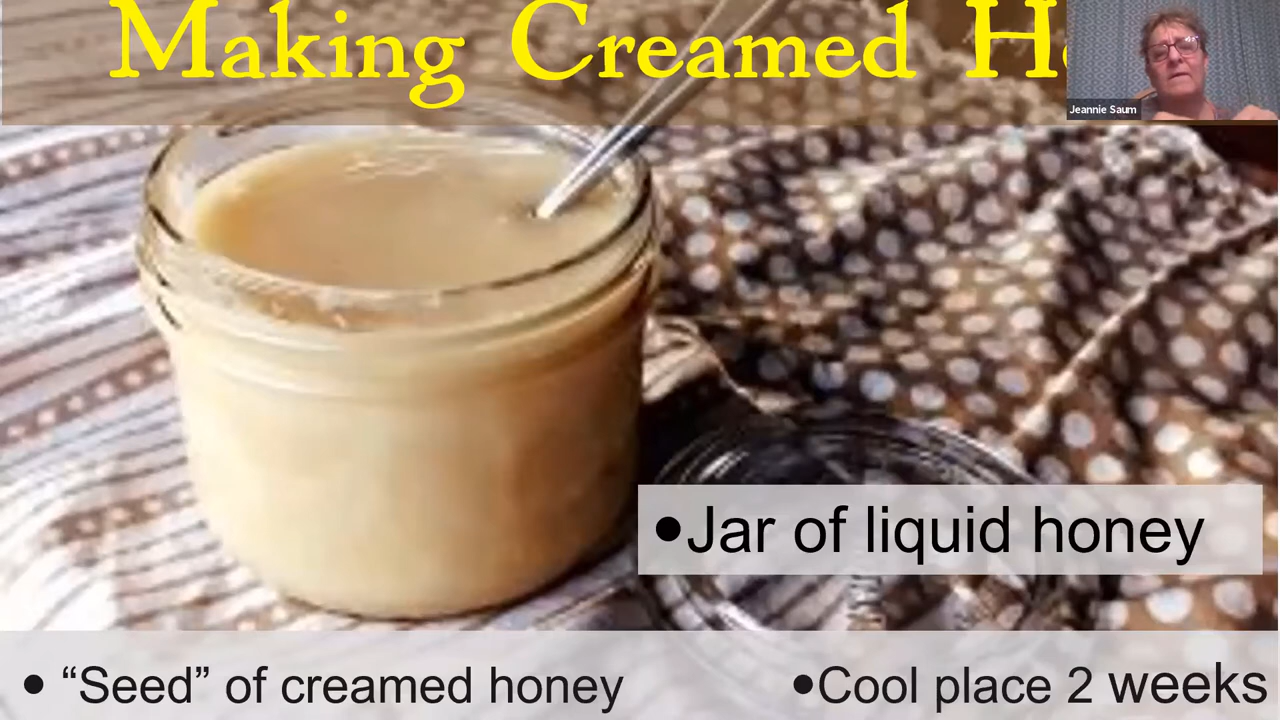 Making Creamed
Jeannie Saum
•Jar of liquid honey
• “Seed” of creamed honey
•Cool place 2 weeks